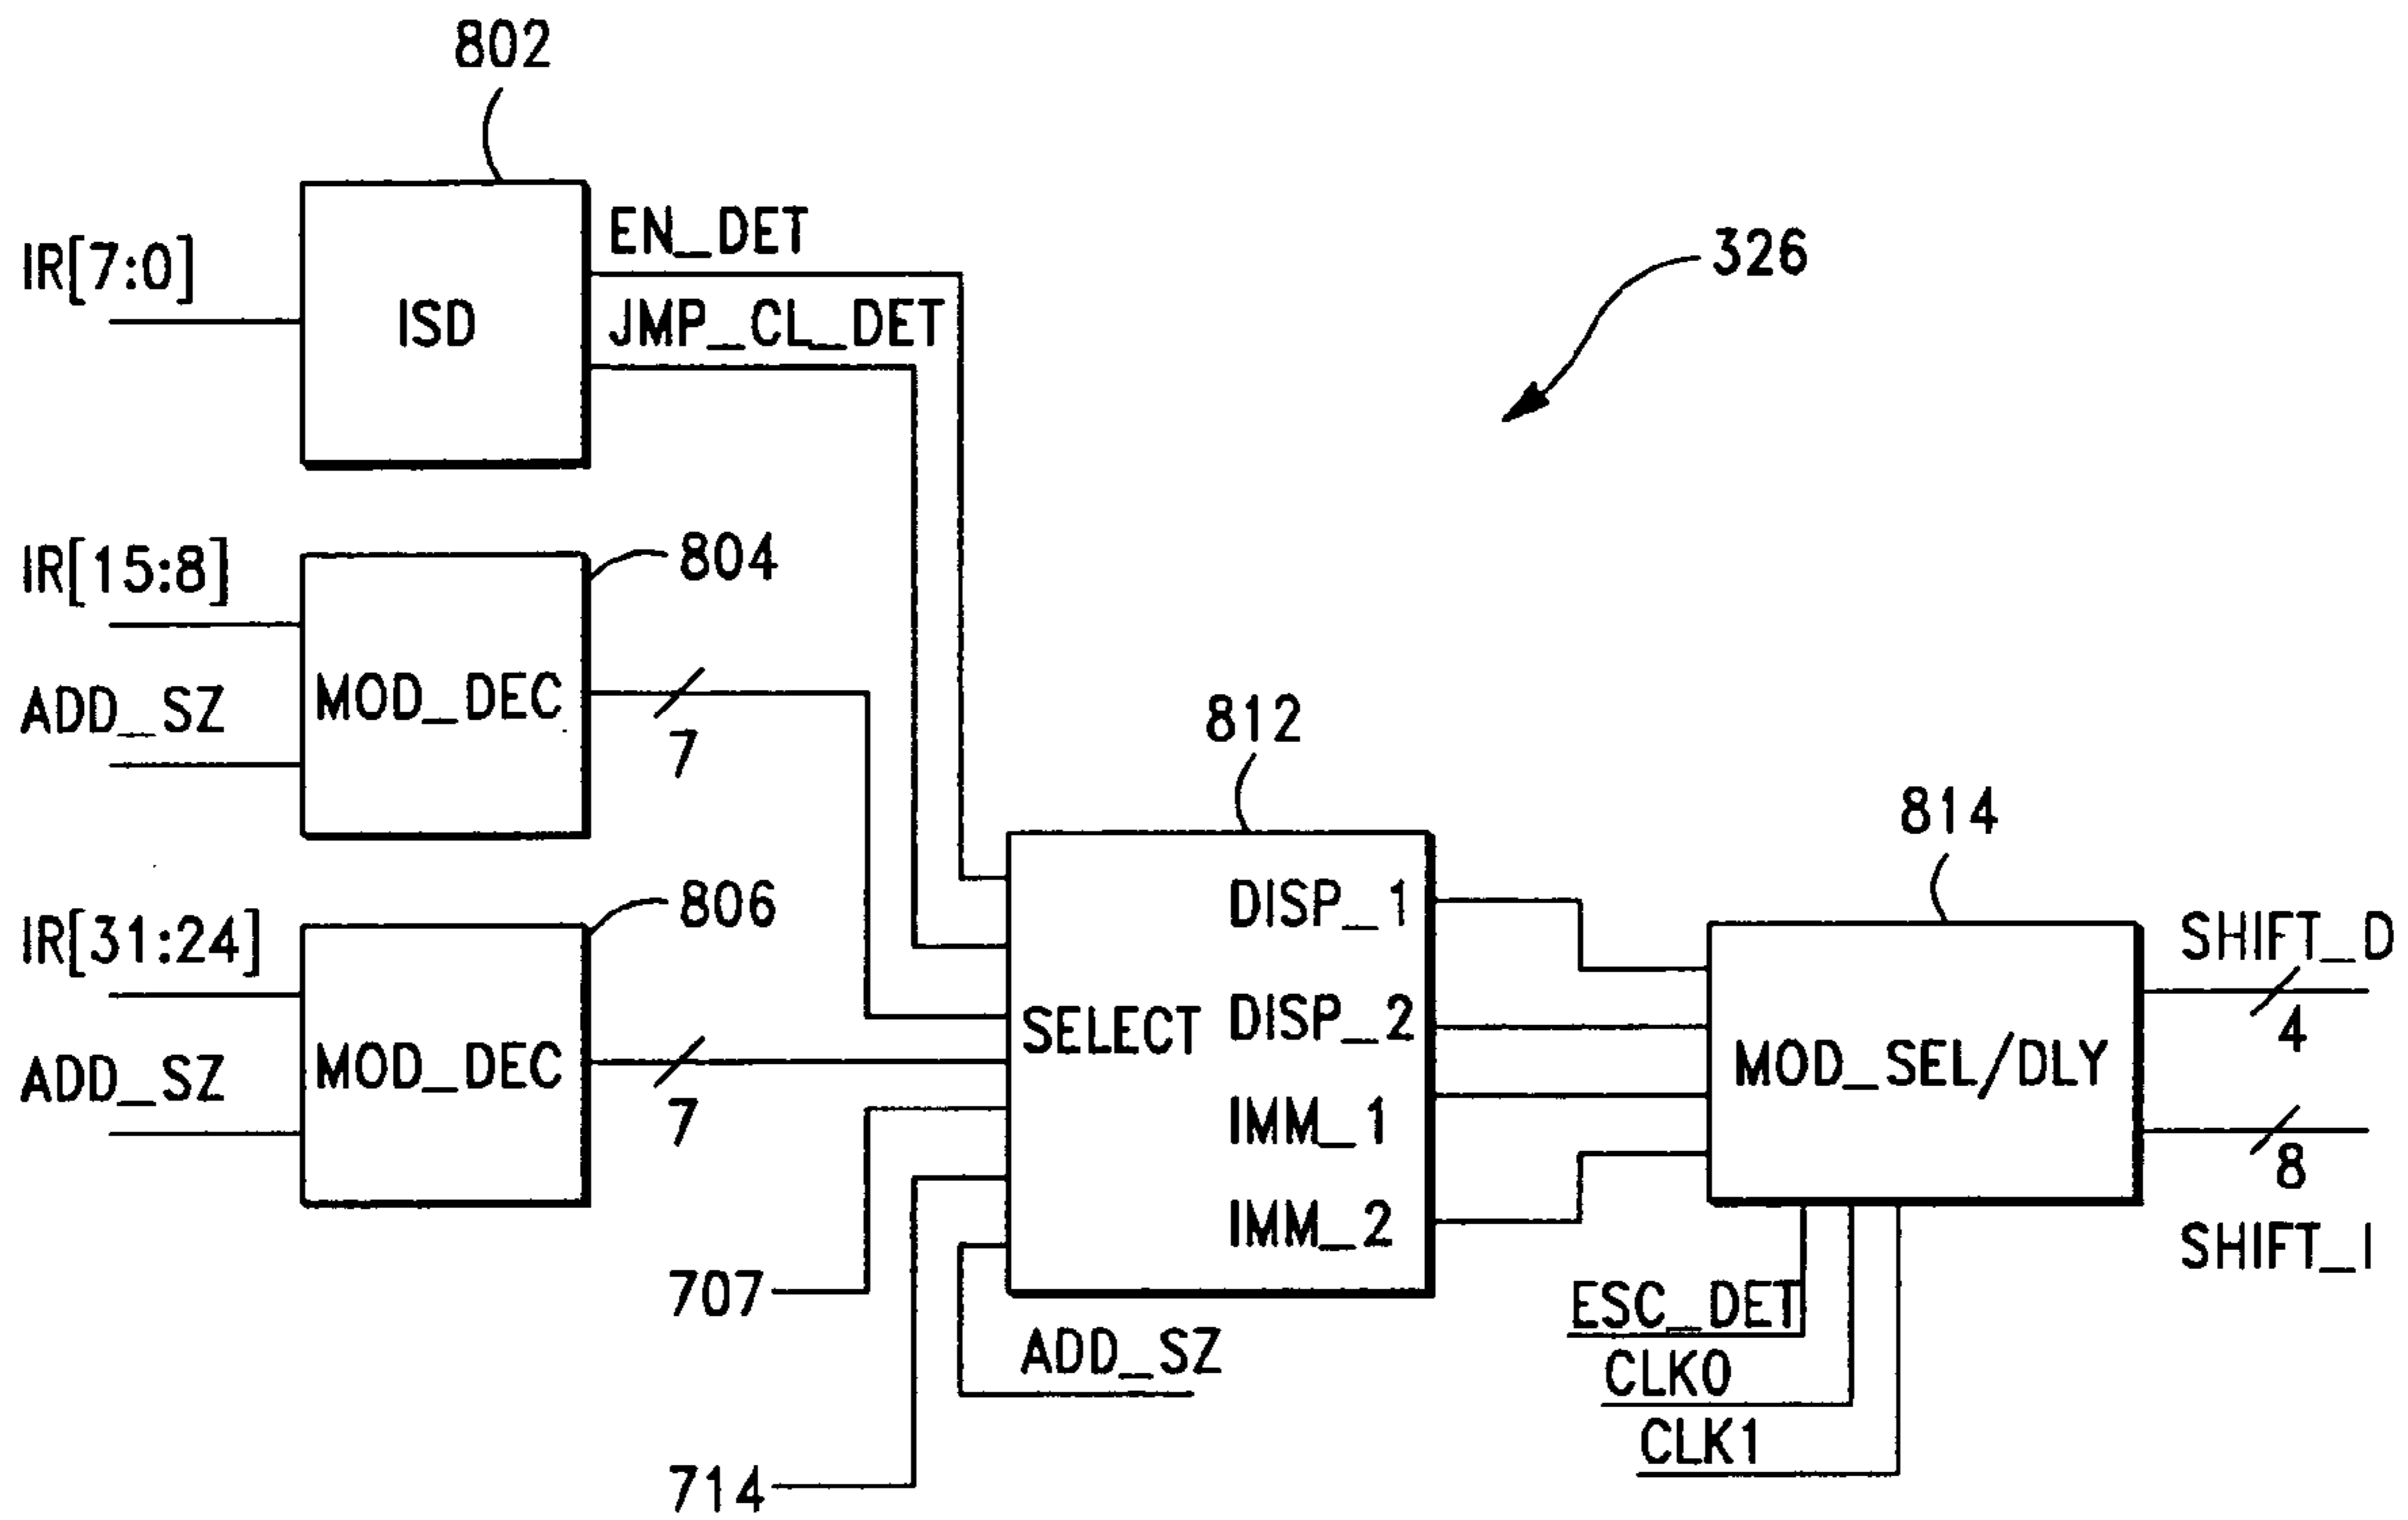 802
IR[7:0]
ISD
EN_DET
JMP_CL_DET
326
IR[15:8]
804
ADD_SZ
MOD_DEC
7
812
814
IR[31:24]
806
ADD_SZ
MOD_DEC
7
SELECT
DISP_1
DISP_2
IMM_1
IMM_2
MOD_SEL/DLY
SHIFT_D
4
8
SHIFT_I
707
714
ADD_SZ
ESC_DET
CLK0
CLK1